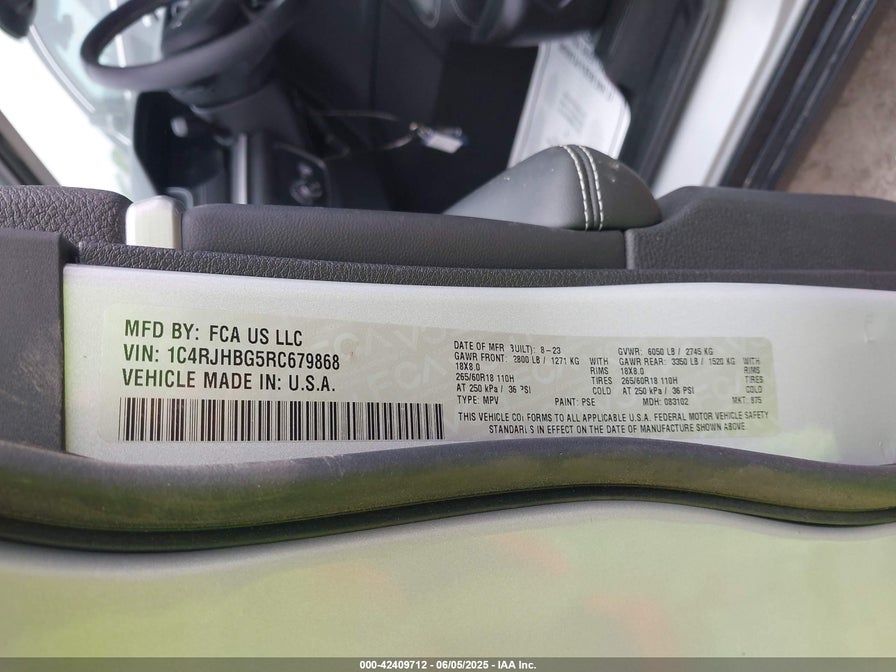 MFD BY: FCA US LLC
VIN: 1C4RJHBG5RC679868
VEHICLE MADE IN: U.S.A.
DATE OF MFR (BUILT): 8-23 GVWR: 6050 LB / 2745 KG
GAWR FRONT: 2800 LB / 1271 KG WITH GAWR REAR: 3350 LB / 1520 KG WITH
18X8.0 RIMS 18X8.0 RIMS
265/60R18 110H TIRES 265/60R18 110H TIRES
AT 250 kPa / 36 PSI COLD AT 250 kPa / 36 PSI COLD
TYPE: MPV PAINT: PSE MDH: 083102 MKT: 875
THIS VEHICLE CONFORMS TO ALL APPLICABLE U.S.A. FEDERAL MOTOR VEHICLE SAFETY
STANDARDS IN EFFECT ON THE DATE OF MANUFACTURE SHOWN ABOVE
000-42409712 - 06/05/2025 - IAA Inc.